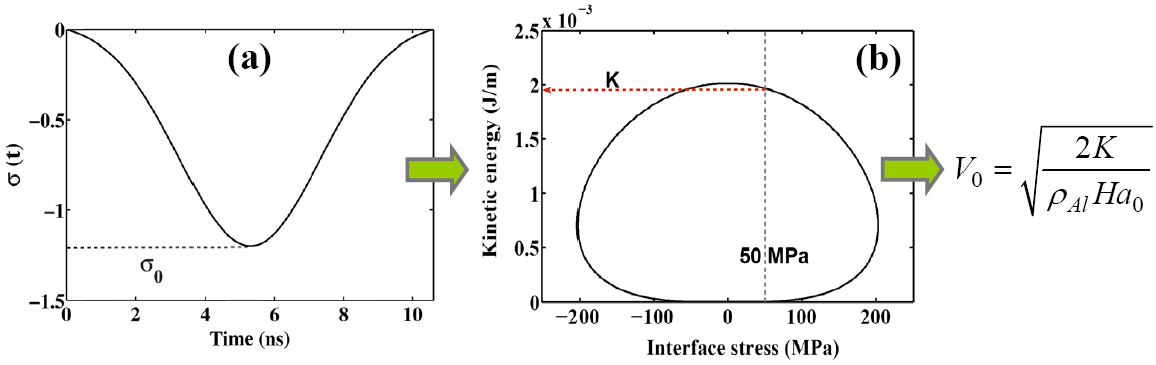 (a)
σ (t)
0
−0.5
−1
−1.5
σ0
0 2 4 6 8 10
Time (ns)
x 10−3
(b)
Kinetic energy (J/m)
2.5
2
1.5
1
0.5
0
K
50 MPa
−200 −100 0 100 200
Interface stress (MPa)
V0 = √(2K / ρAl Ha0)